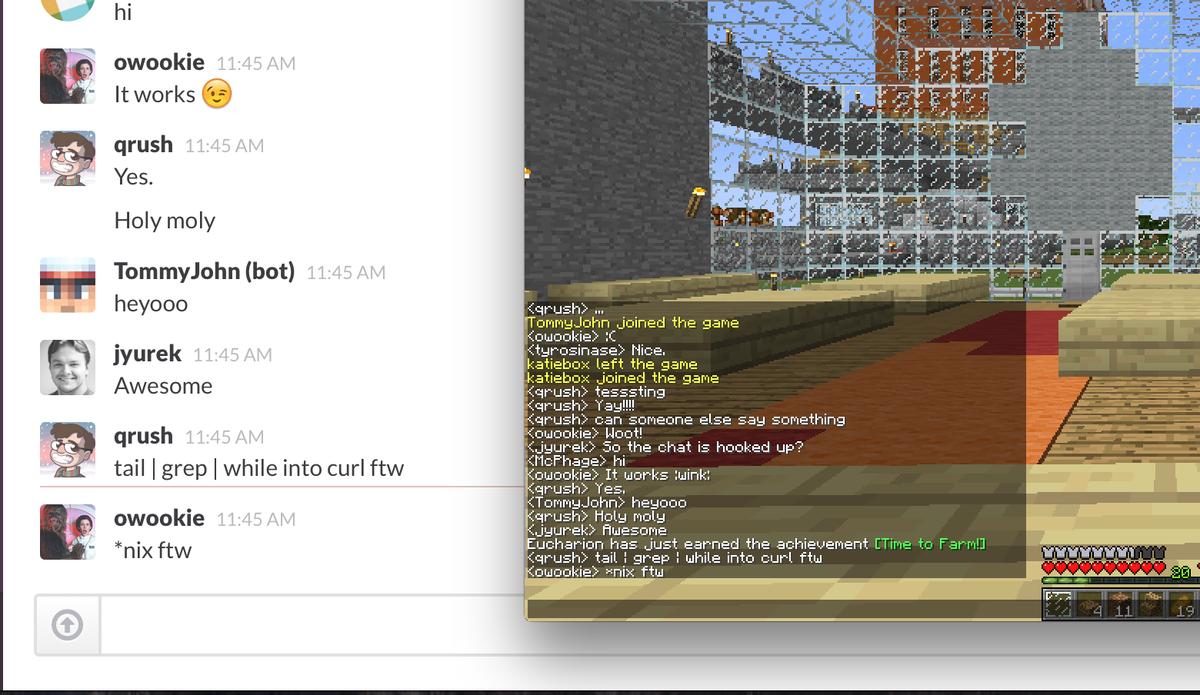 hi
owookie 11:45 AM
It works 😉
qrush 11:45 AM
Yes.
Holy moly
TommyJohn (bot) 11:45 AM
heyooo
jyurek 11:45 AM
Awesome
qrush 11:45 AM
tail | grep | while into curl ftw
owookie 11:45 AM
*nix ftw
<qrush> ...
TommyJohn joined the game
<owookie> :C
<tyrosinase> Nice.
katiebox left the game
katiebox joined the game
<qrush> tesssting
<qrush> Yay!!!!
<qrush> can someone else say something
<owookie> Woot!
<jyurek> So the chat is hooked up?
<McPhage> hi
<owookie> It works :wink:
<qrush> Yes.
<TommyJohn> heyooo
<qrush> Holy moly
<jyurek> Awesome
Eucharion has just earned the achievement [Time to Farm!]
<qrush> tail | grep | while into curl ftw
<owookie> *nix ftw
20
4 11 19